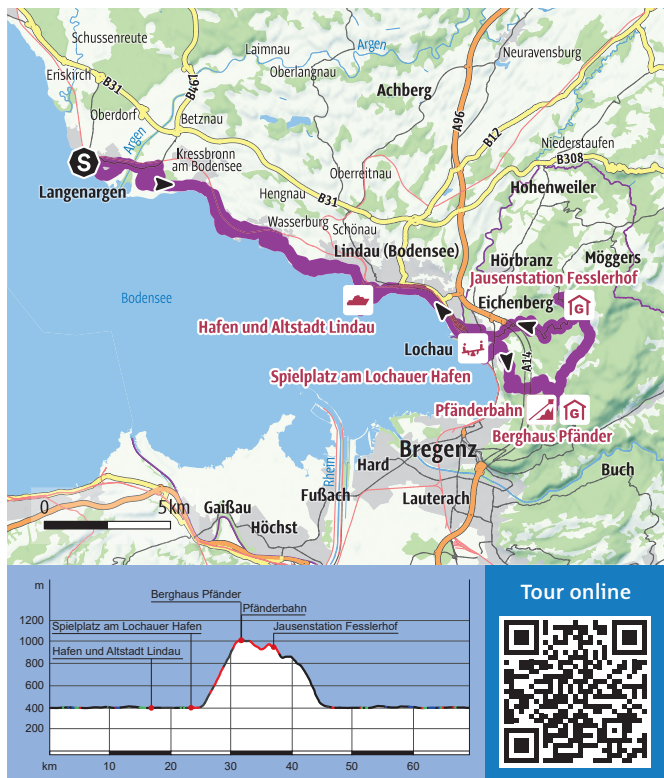 Schussenreute
Laimnau
Argen
Neuravensburg
Eriskirch
B31
B467
Oberlangnau
Achberg
A96
B12
Oberdorf
Argen
Betznau
Niederstaufen
S
Kressbronn
am Bodensee
B308
Langenargen
Oberreitnau
Hohenweiler
Hengnau
B31
Wasserburg
Schönau
Lindau (Bodensee)
Hörbranz
Möggers
Jausenstation Fesslerhof
Bodensee
Eichenberg
G
Hafen und Altstadt Lindau
Lochau
A14
Spielplatz am Lochauer Hafen
Pfänderbahn
G
Berghaus Pfänder
Bregenz
Rhein
Hard
Buch
Fußach
Lauterach
0
5 km
Gaißau
Höchst
m
Berghaus Pfänder
Pfänderbahn
1200
Spielplatz am Lochauer Hafen
Jausenstation Fesslerhof
1000
Hafen und Altstadt Lindau
800
600
400
200
km
10
20
30
40
50
60
Tour online